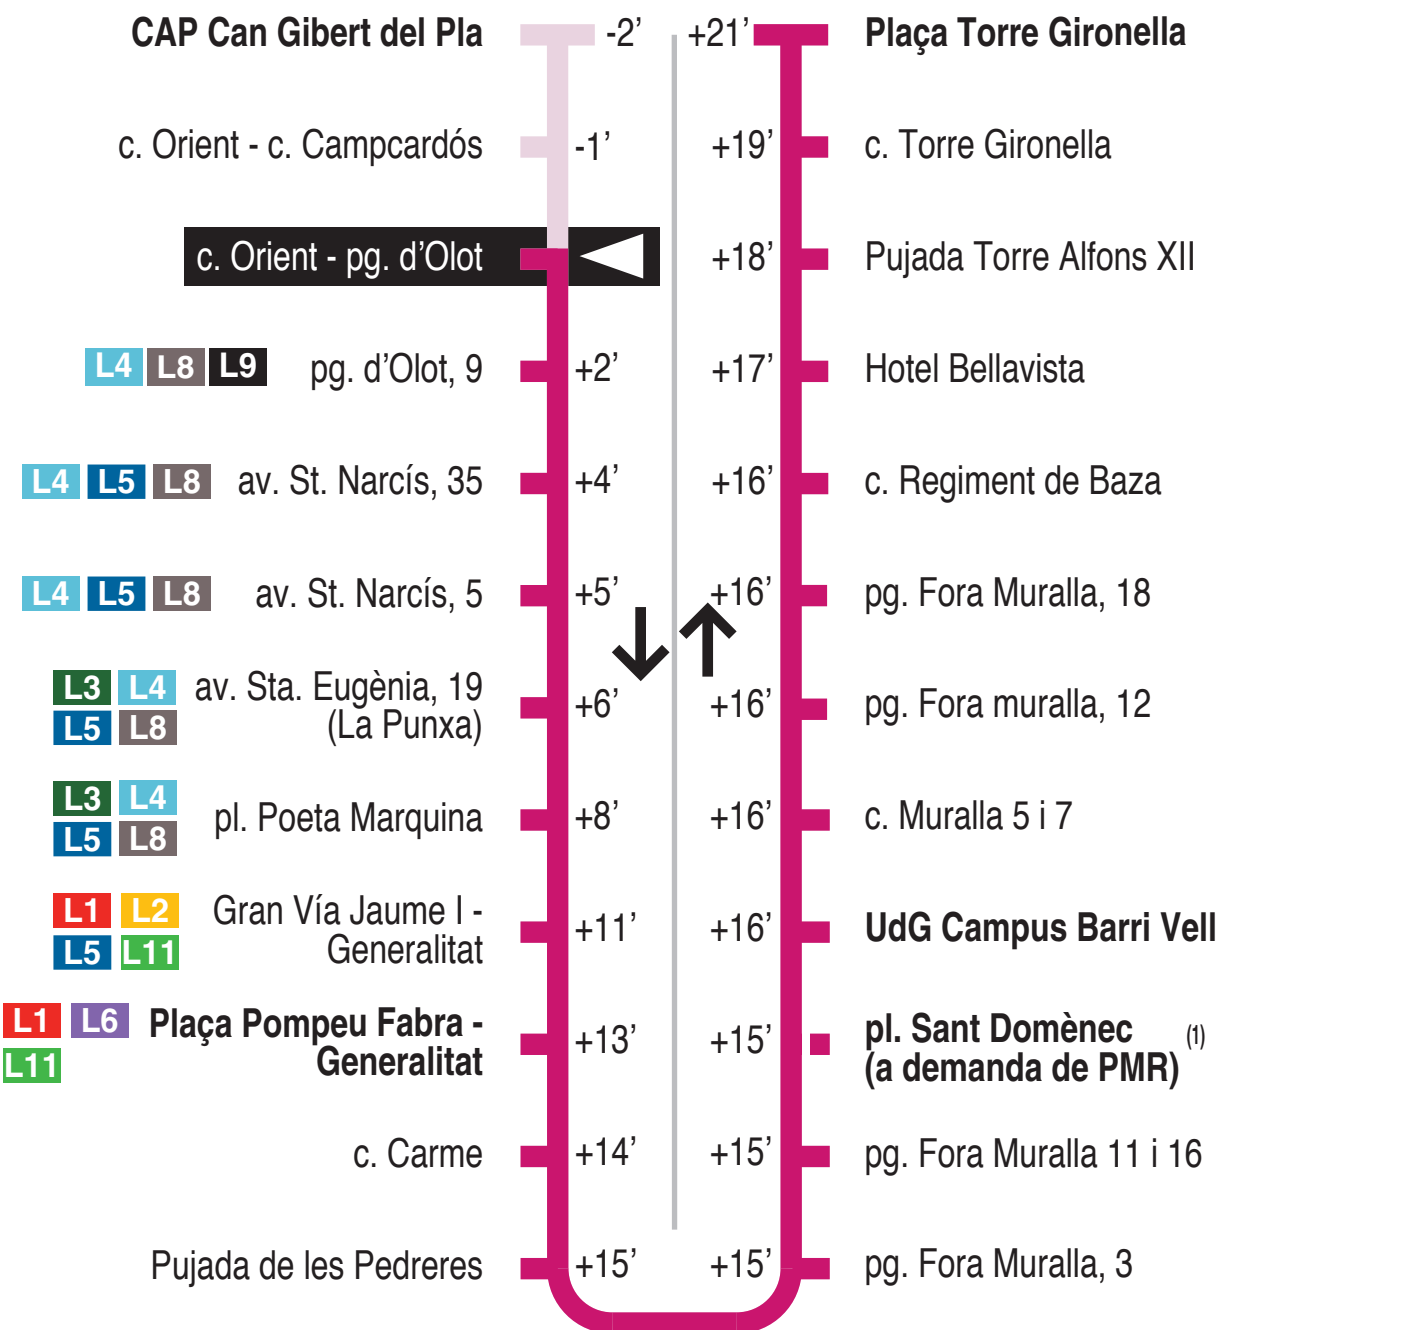 CAP Can Gibert del Pla -2’
c. Orient - c. Campcardós -1’
c. Orient - pg. d’Olot
L4 L8 L9 pg. d’Olot, 9 +2’
L4 L5 L8 av. St. Narcís, 35 +4’
L4 L5 L8 av. St. Narcís, 5 +5’
L3 L4 av. Sta. Eugènia, 19
L5 L8 (La Punxa) +6’
L3 L4
L5 L8 pl. Poeta Marquina +8’
L1 L2 Gran Vía Jaume I -
L5 L11 Generalitat +11’
L1 L6 Plaça Pompeu Fabra -
L11 Generalitat +13’
c. Carme +14’
Pujada de les Pedreres +15’
+21’ Plaça Torre Gironella
+19’ c. Torre Gironella
+18’ Pujada Torre Alfons XII
+17’ Hotel Bellavista
+16’ c. Regiment de Baza
+16’ pg. Fora Muralla, 18
+16’ pg. Fora muralla, 12
+16’ c. Muralla 5 i 7
+16’ UdG Campus Barri Vell
+15’ pl. Sant Domènec (1)
(a demanda de PMR)
+15’ pg. Fora Muralla 11 i 16
+15’ pg. Fora Muralla, 3